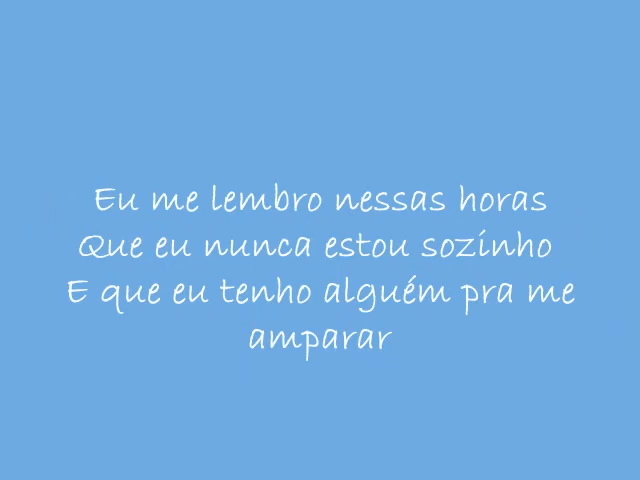 Eu me lembro nessas horas
Que eu nunca estou sozinho
E que eu tenho alguém pra me
amparar